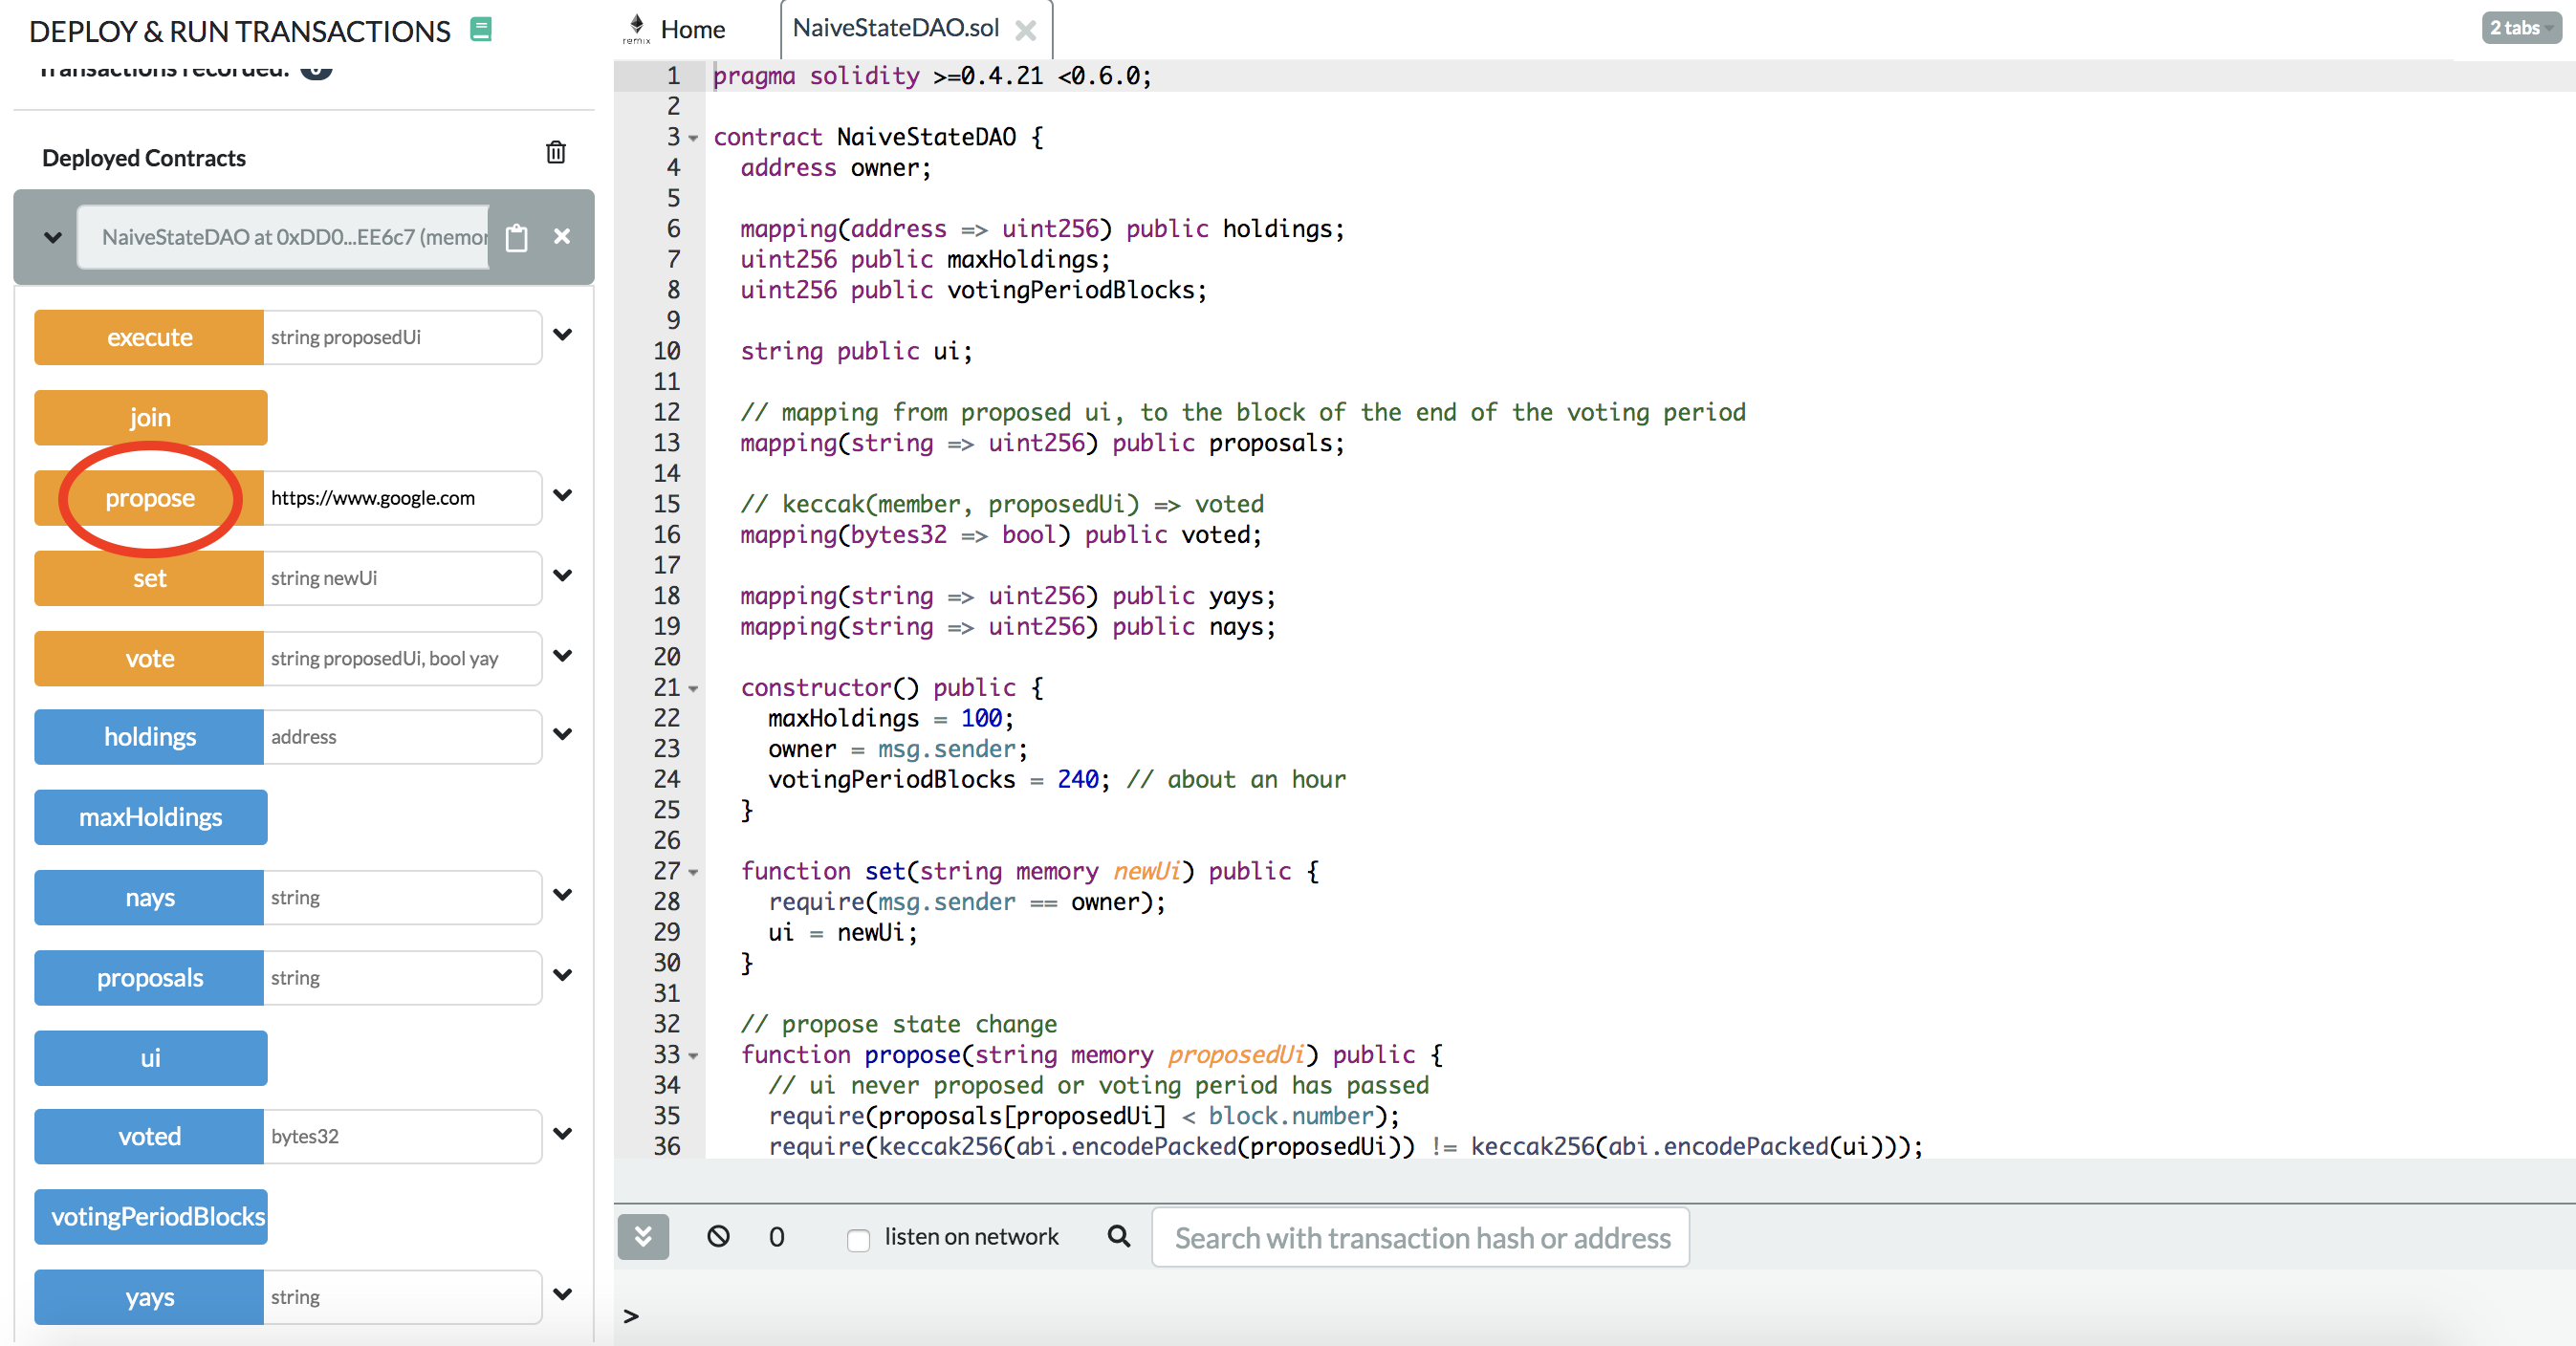 DEPLOY & RUN TRANSACTIONS
Transactions recorded:
Deployed Contracts
NaiveStateDAO at 0xDD0...EE6c7 (memor
execute string proposedUi
join
propose https://www.google.com
set string newUi
vote string proposedUi, bool yay
holdings address
maxHoldings
nays string
proposals string
ui
voted bytes32
votingPeriodBlocks
yays string
remix Home NaiveStateDAO.sol 2 tabs
1 pragma solidity >=0.4.21 <0.6.0;
2
3 contract NaiveStateDAO {
4 address owner;
5
6 mapping(address => uint256) public holdings;
7 uint256 public maxHoldings;
8 uint256 public votingPeriodBlocks;
9
10 string public ui;
11
12 // mapping from proposed ui, to the block of the end of the voting period
13 mapping(string => uint256) public proposals;
14
15 // keccak(member, proposedUi) => voted
16 mapping(bytes32 => bool) public voted;
17
18 mapping(string => uint256) public yays;
19 mapping(string => uint256) public nays;
20
21 constructor() public {
22 maxHoldings = 100;
23 owner = msg.sender;
24 votingPeriodBlocks = 240; // about an hour
25 }
26
27 function set(string memory newUi) public {
28 require(msg.sender == owner);
29 ui = newUi;
30 }
31
32 // propose state change
33 function propose(string memory proposedUi) public {
34 // ui never proposed or voting period has passed
35 require(proposals[proposedUi] < block.number);
36 require(keccak256(abi.encodePacked(proposedUi)) != keccak256(abi.encodePacked(ui)));
0 listen on network Search with transaction hash or address
>